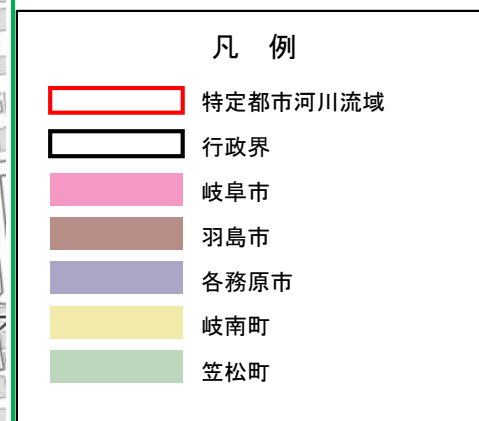 凡 例
特定都市河川流域
行政界
岐阜市
羽島市
各務原市
岐南町
笠松町